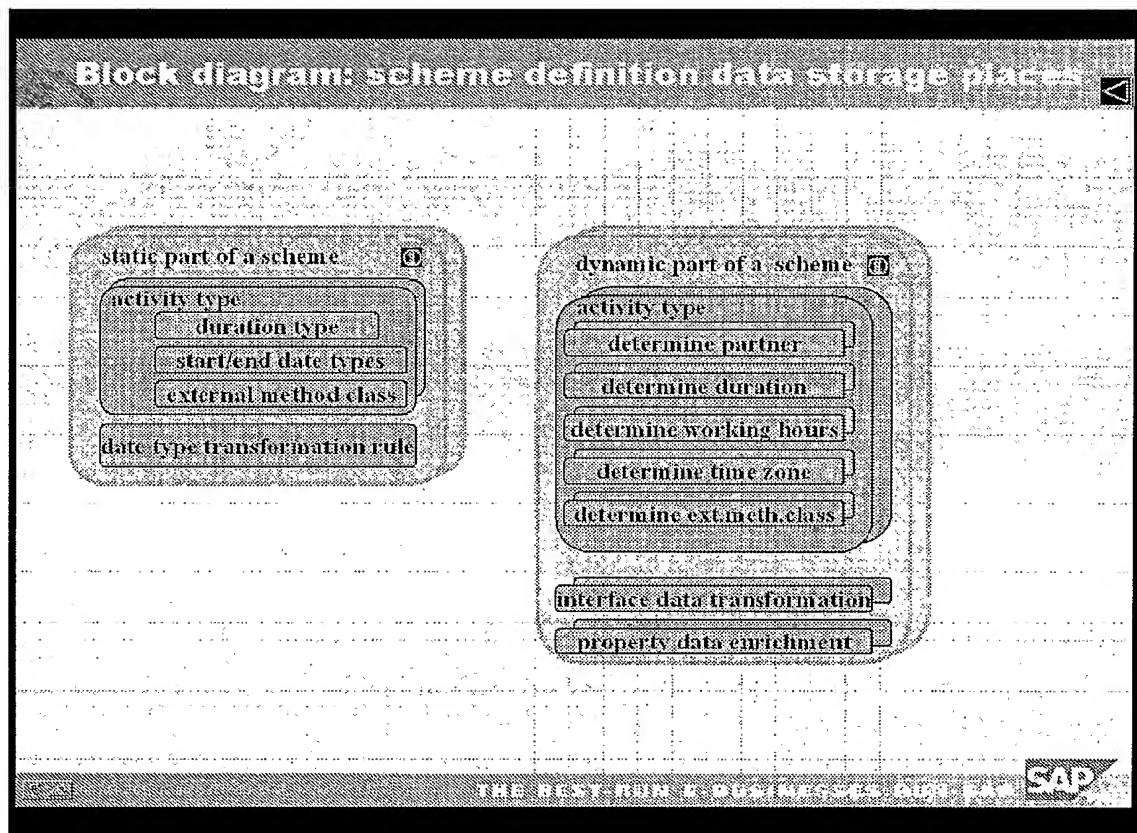 Block diagram: scheme definition data storage places
static part of a scheme
activity type
duration type
start/end date types
external method class
date type transformation rule
dynamic part of a scheme
activity type
determine partner
determine duration
determine working hours
determine time zone
determine ext.meth.class
interface data transformation
property data enrichment
THE BEST-RUN E-BUSINESSES RUN SAP
SAP